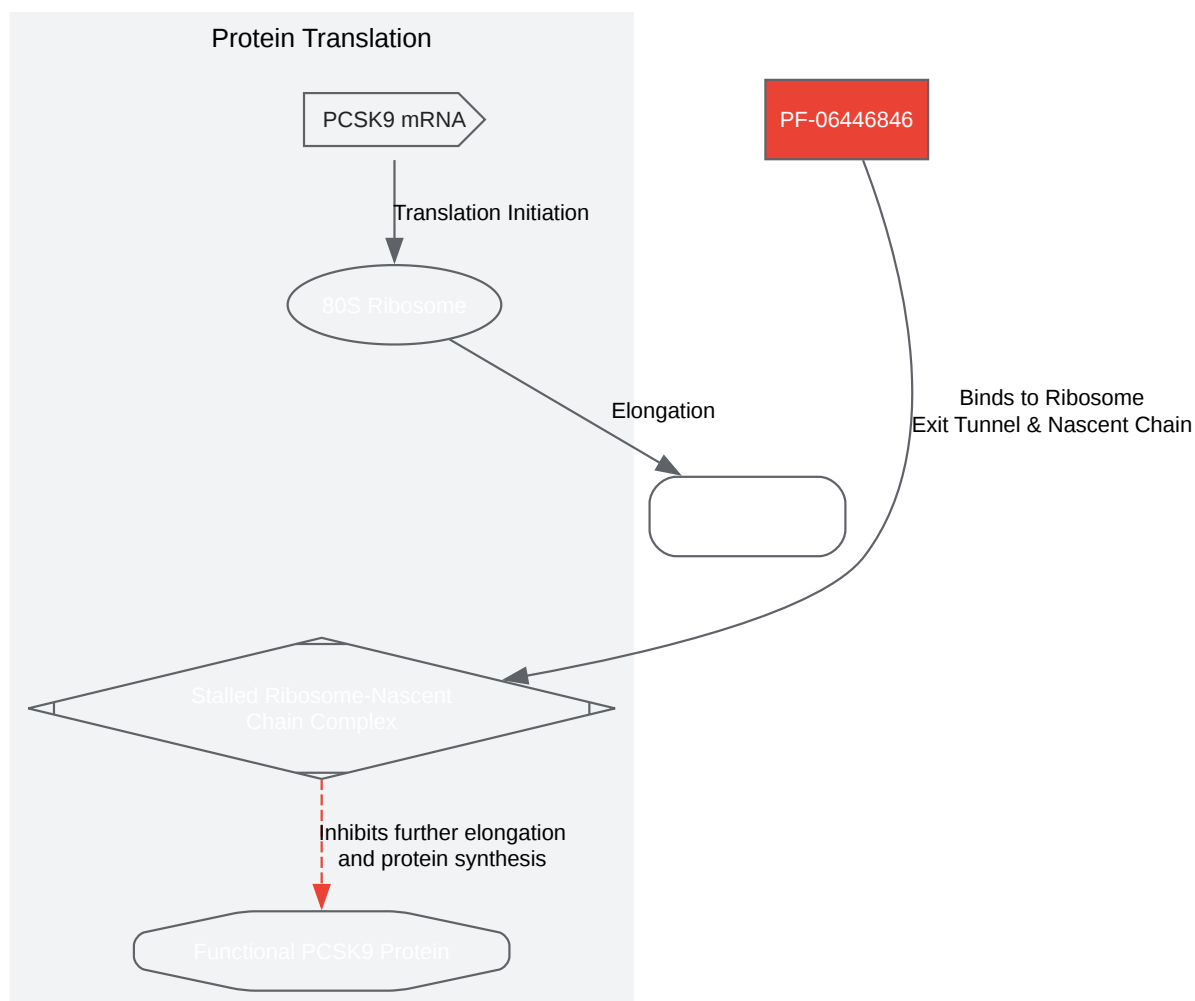 Protein Translation
PCSK9 mRNA
PF-06446846
Translation Initiation
80S Ribosome
Elongation
Binds to Ribosome
Exit Tunnel & Nascent Chain
Stalled Ribosome-Nascent
Chain Complex
Inhibits further elongation
and protein synthesis
Functional PCSK9 Protein